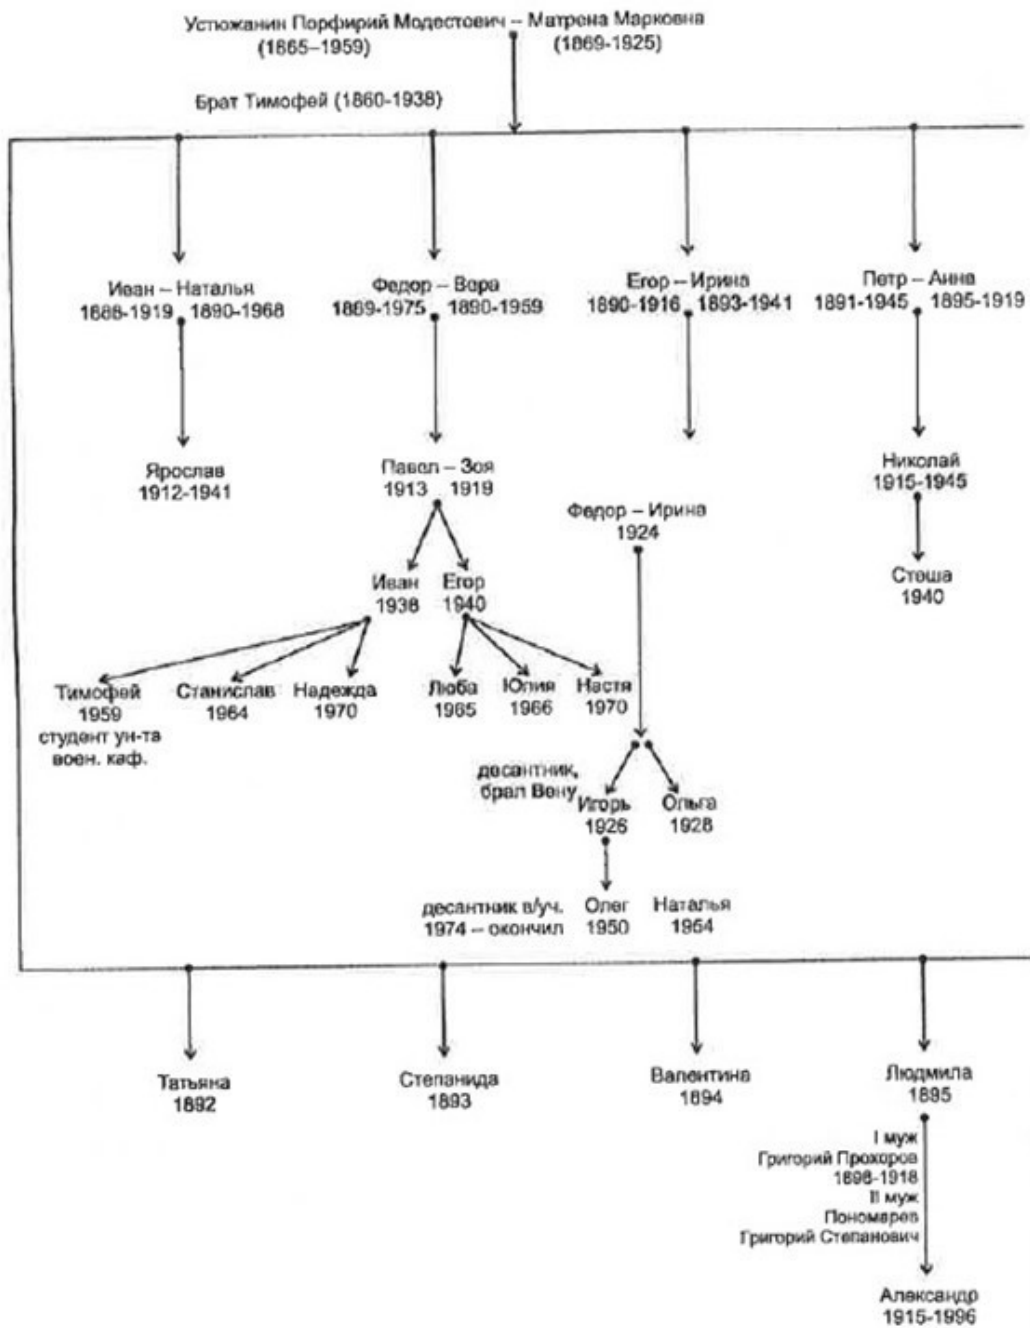 Устюжанин Порфирий Модестович – Матрена Марковна
(1865–1959) (1869-1925)
Брат Тимофей (1860-1938)
Иван – Наталья
1888-1919 1890-1968
Федор – Вера
1889-1975 1890-1959
Егор – Ирина
1890-1916 1893-1941
Петр – Анна
1891-1945 1895-1919
Ярослав
1912-1941
Павел – Зоя
1913 1919
Федор – Ирина
1924
Николай
1915-1945
Иван
1938
Егор
1940
Стеша
1940
Тимофей
1959
студент ун-та
воен. каф.
Станислав
1964
Надежда
1970
Люба
1965
Юлия
1966
Настя
1970
десантник,
брал Вену
Игорь
1926
Ольга
1928
десантник в/уч.
1974 – окончил
Олег
1950
Наталья
1954
Татьяна
1892
Степанида
1893
Валентина
1894
Людмила
1895
I муж
Григорий Прохоров
1898-1918
II муж
Пономарев
Григорий Степанович
Александр
1915-1996